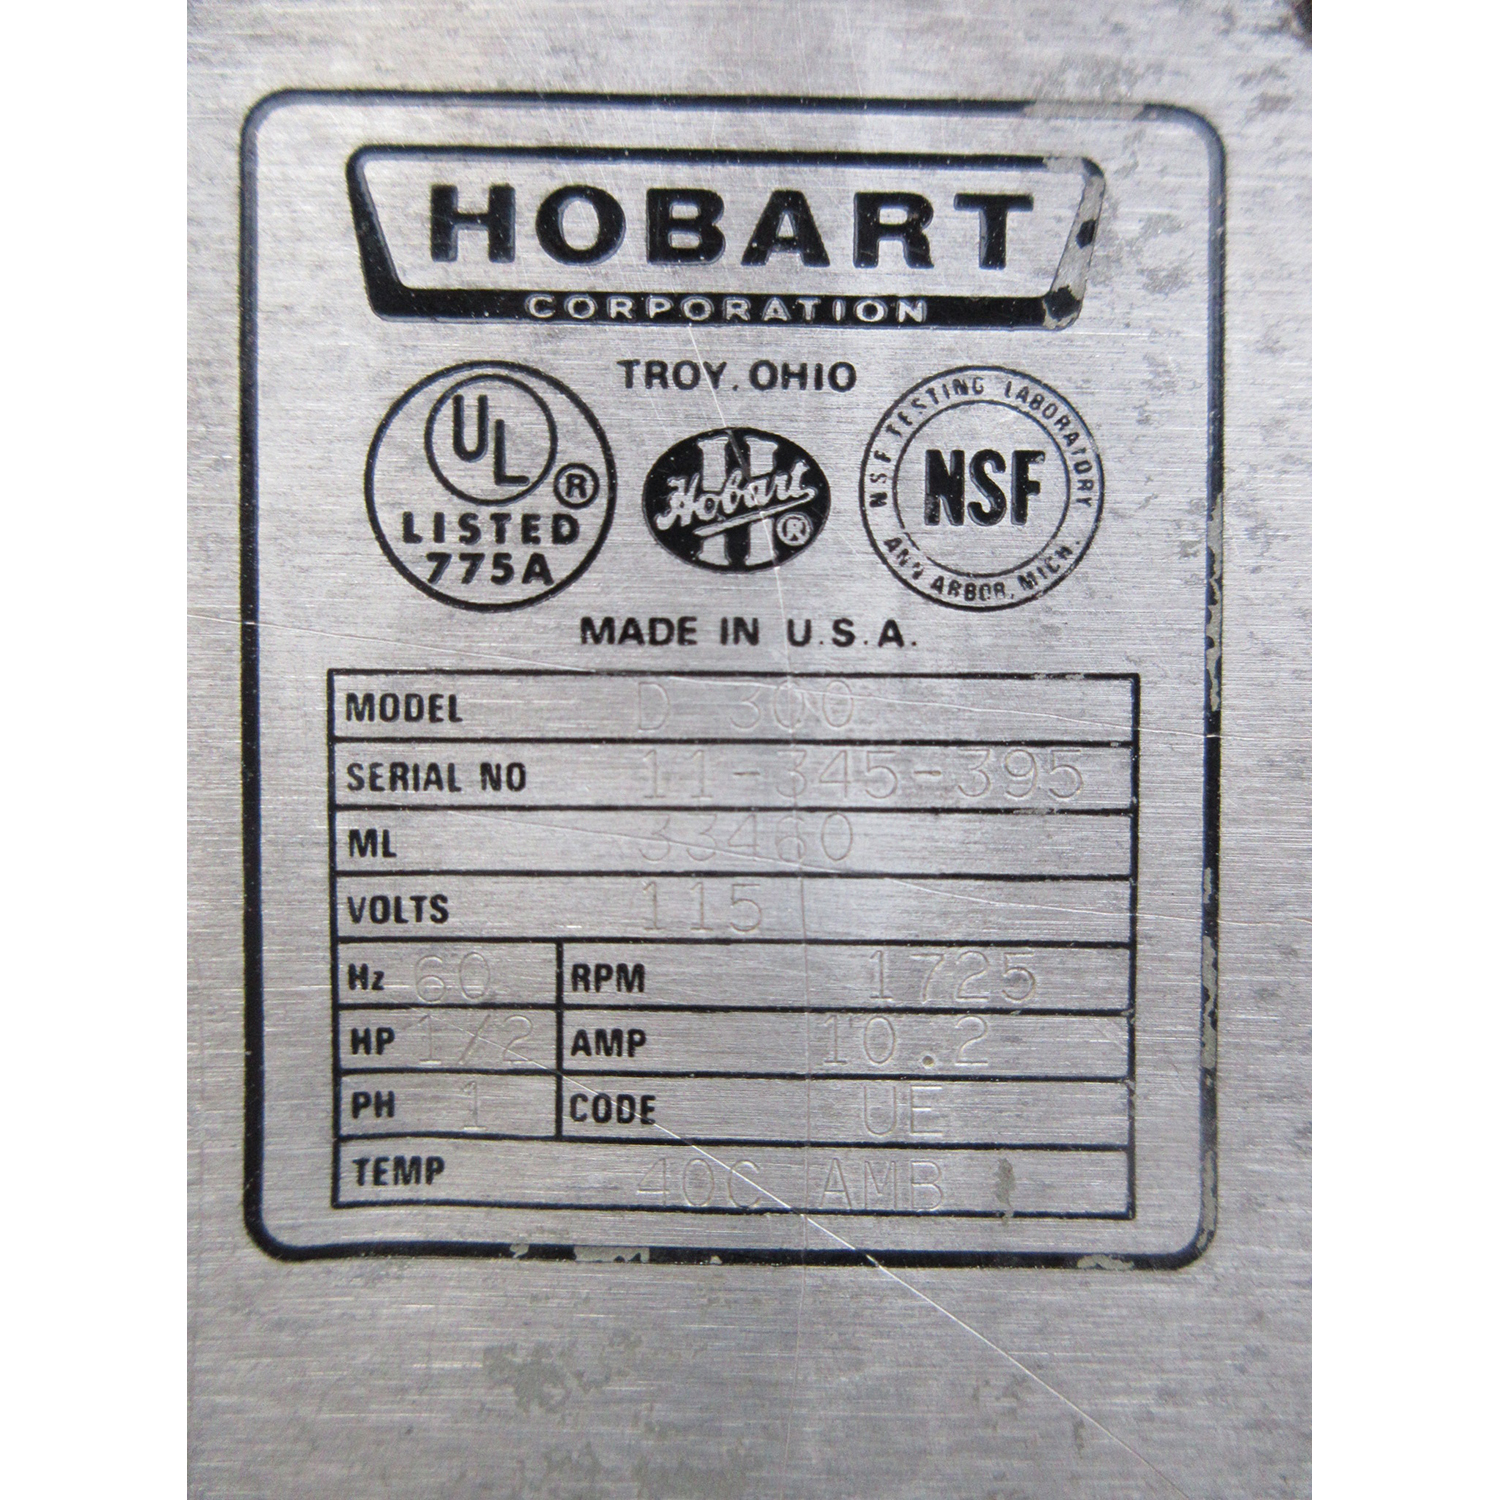 HOBART
CORPORATION
TROY, OHIO
UL ®
LISTED
775A
Hobart ®
NSF TESTING LABORATORY
NSF
ANN ARBOR, MICH.
MADE IN U.S.A.
MODEL D 300
SERIAL NO 11-345-395
ML 33460
VOLTS 115
Hz 60 RPM 1725
HP 1/2 AMP 10.2
PH 1 CODE UE
TEMP 40C AMB